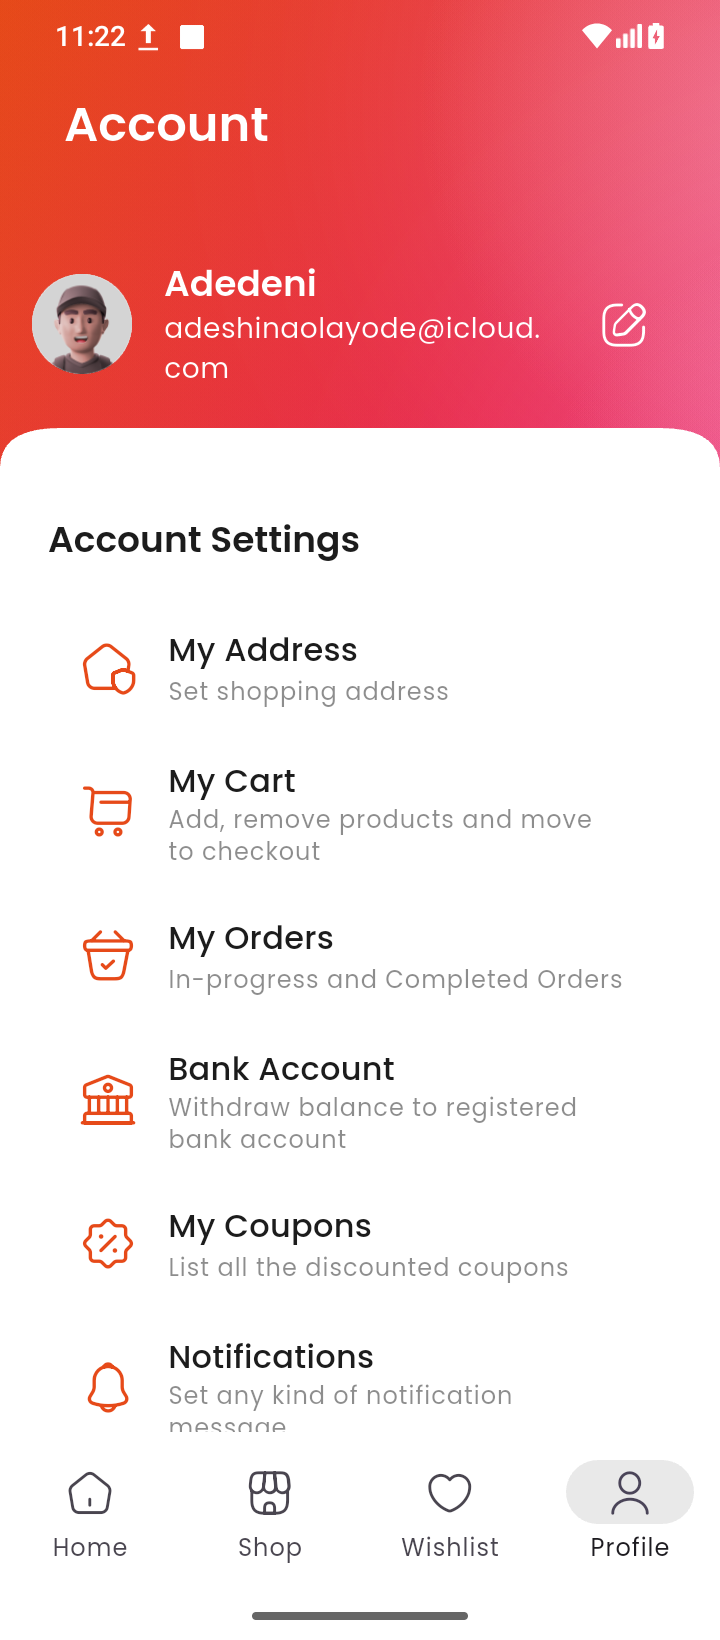 11:22
Account
Adedeni
adeshinaolayode@icloud.
com
Account Settings
My Address
Set shopping address
My Cart
Add, remove products and move
to checkout
My Orders
In-progress and Completed Orders
Bank Account
Withdraw balance to registered
bank account
My Coupons
List all the discounted coupons
Notifications
Set any kind of notification
message
Home
Shop
Wishlist
Profile